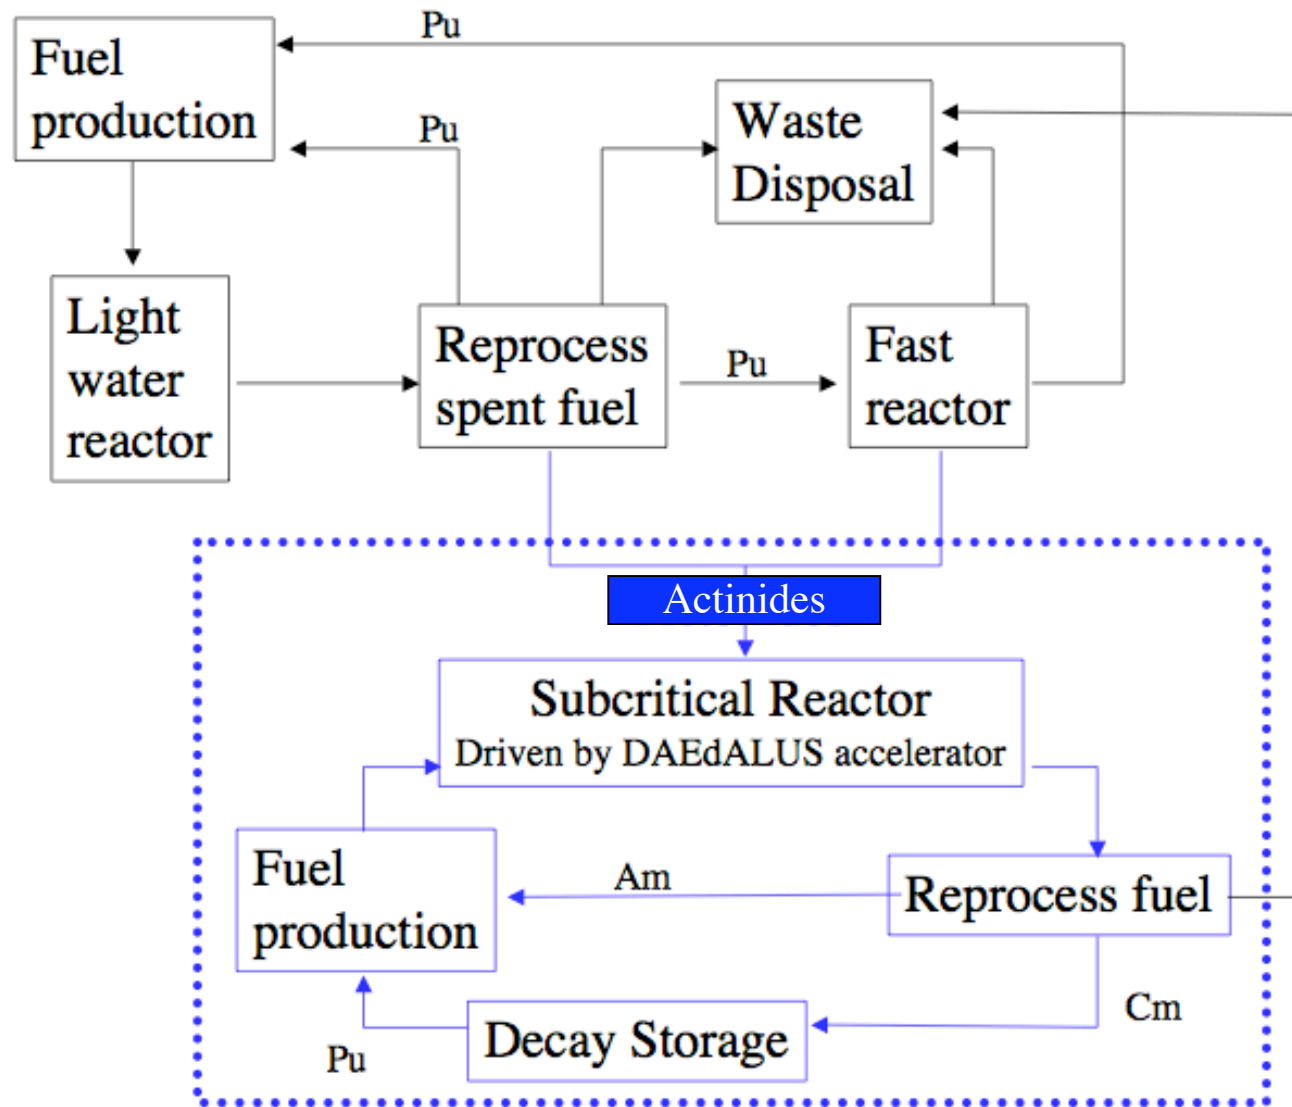 Pu
Fuel
production
Pu
Waste
Disposal
Light
water
reactor
Reprocess
spent fuel
Pu
Fast
reactor
Actinides
Subcritical Reactor
Driven by DAEdALUS accelerator
Fuel
production
Am
Reprocess fuel
Cm
Decay Storage
Pu